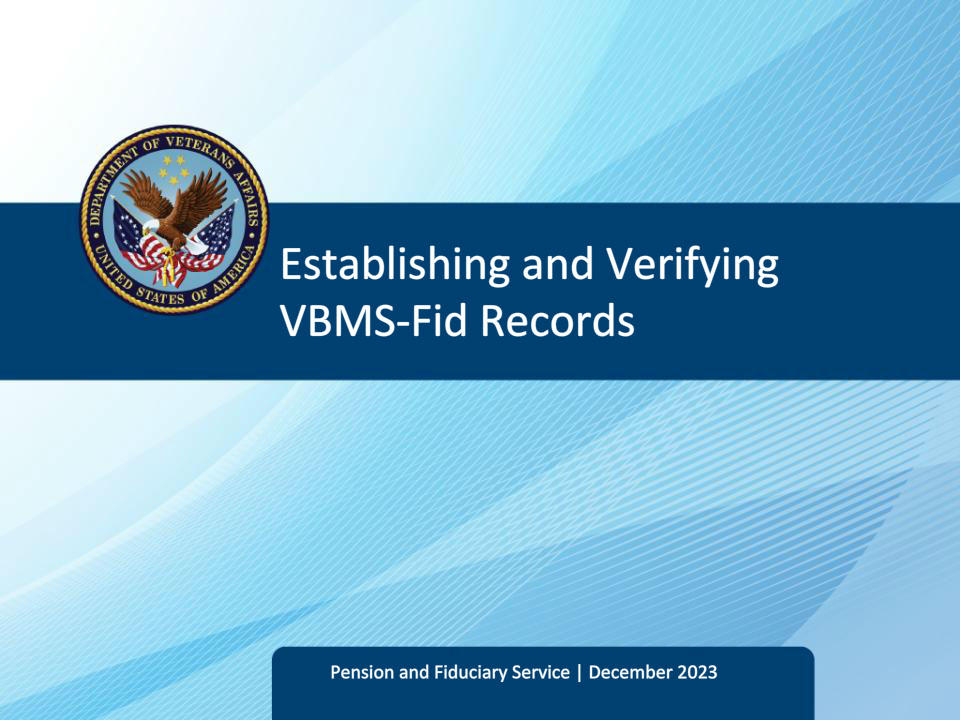 DEPARTMENT OF VETERANS AFFAIRS
UNITED STATES OF AMERICA
Establishing and Verifying
VBMS-Fid Records
Pension and Fiduciary Service | December 2023